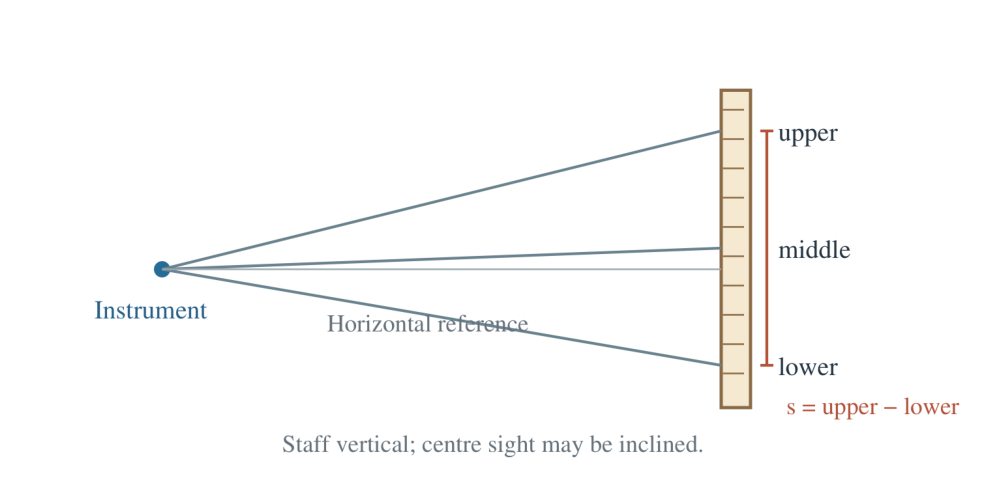 upper
middle
Instrument
Horizontal reference
lower
s = upper − lower
Staff vertical; centre sight may be inclined.